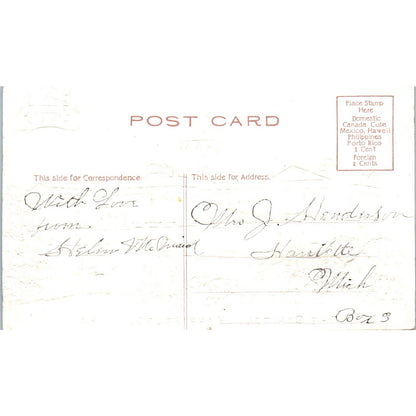 POST CARD
Place Stamp
Here
Domestic
Canada, Cuba
Mexico, Hawaii
Philippines
Porto Rico
1 Cent
Foreign
2 Cents
This side for Correspondence.
This side for Address.
With Love
from
Helen
Mrs J. Henderson
Harrietta
Mich
Box 3